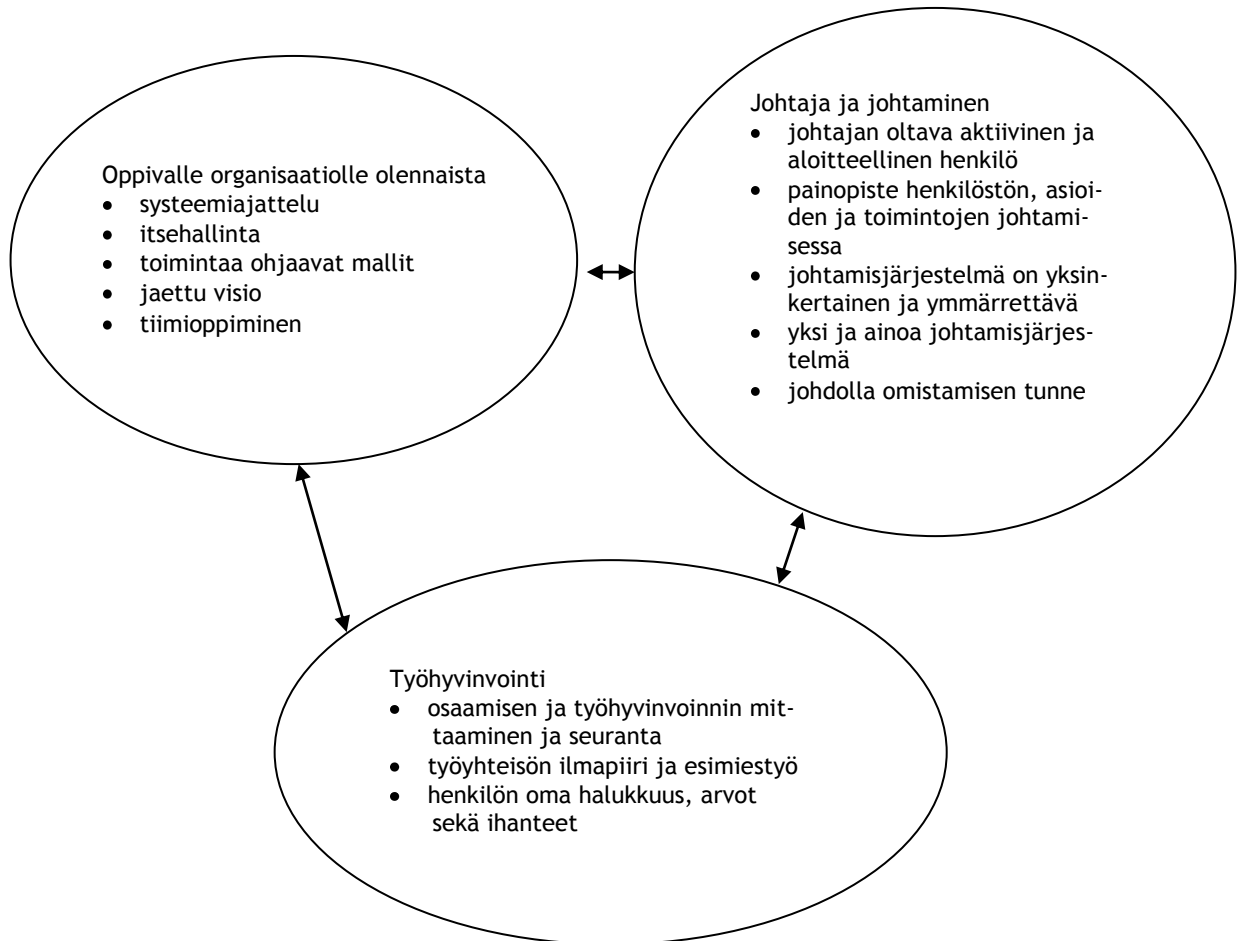 Oppivalle organisaatiolle olennaista
• systeemiajattelu
• itsehallinta
• toimintaa ohjaavat mallit
• jaettu visio
• tiimioppiminen
Johtaja ja johtaminen
• johtajan oltava aktiivinen ja
aloitteellinen henkilö
• painopiste henkilöstön, asioi-
den ja toimintojen johtami-
sessa
• johtamisjärjestelmä on yksin-
kertainen ja ymmärrettävä
• yksi ja ainoa johtamisjärjes-
telmä
• johdolla omistamisen tunne
Työhyvinvointi
• osaamisen ja työhyvinvoinnin mit-
taaminen ja seuranta
• työyhteisön ilmapiiri ja esimiestyö
• henkilön oma halukkuus, arvot
sekä ihanteet